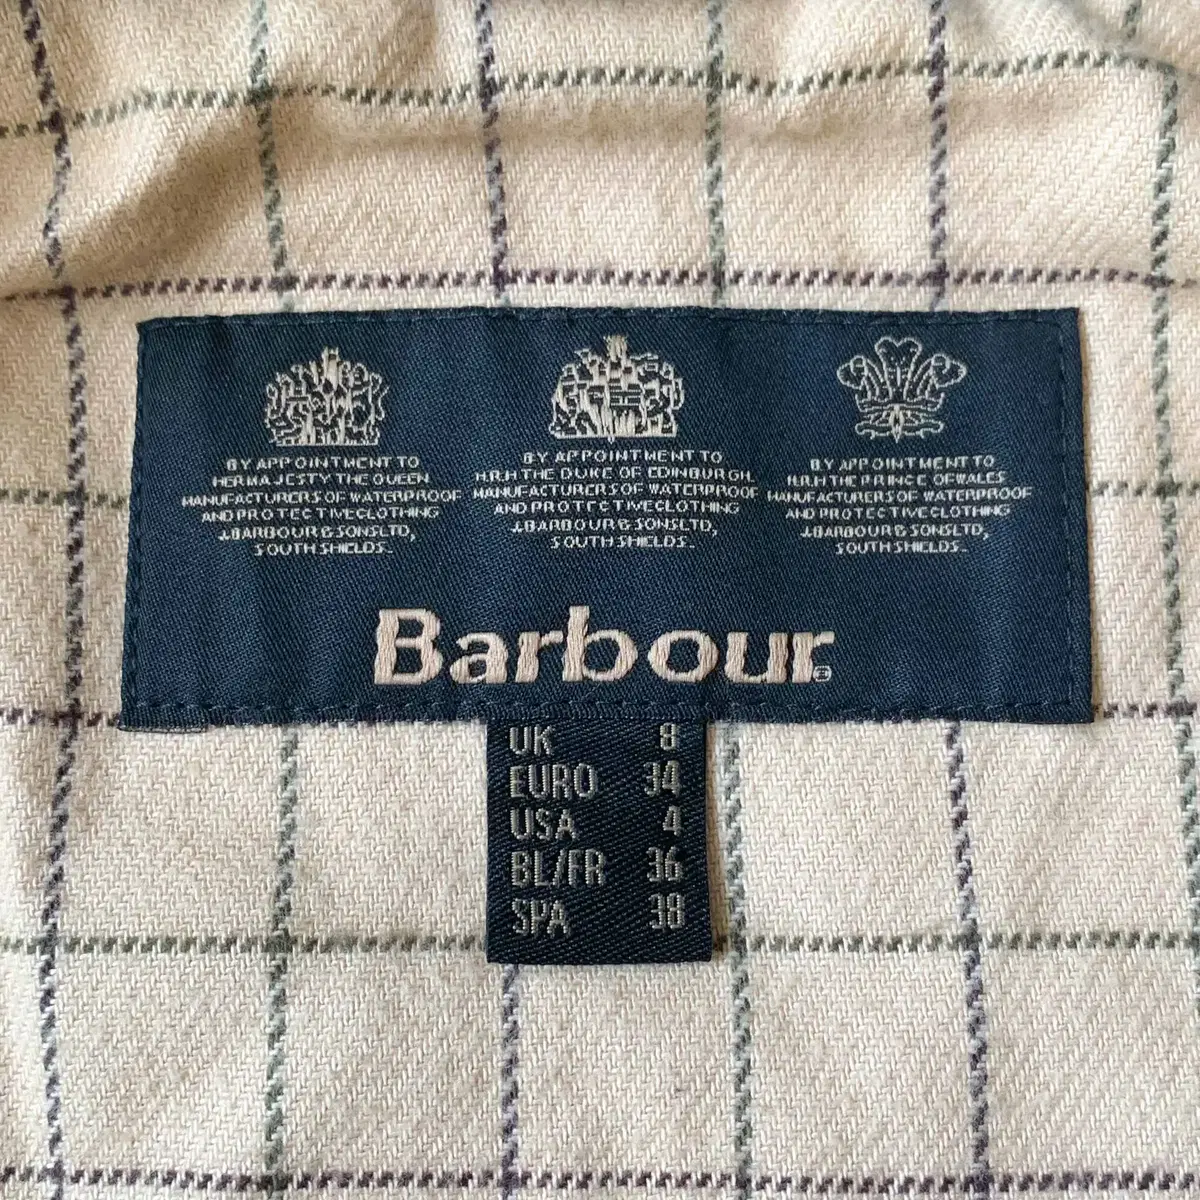 BY APPOINTMENT TO
HER MAJESTY THE QUEEN
MANUFACTURERS OF WATERPROOF
AND PROTECTIVE CLOTHING
J.BARBOUR & SONS LTD,
SOUTH SHIELDS.
BY APPOINTMENT TO
H.R.H THE DUKE OF EDINBURGH,
MANUFACTURERS OF WATERPROOF
AND PROTECTIVE CLOTHING
J.BARBOUR & SONS LTD,
SOUTH SHIELDS.
BY APPOINTMENT TO
H.R.H THE PRINCE OF WALES
MANUFACTURERS OF WATERPROOF
AND PROTECTIVE CLOTHING
J.BARBOUR & SONS LTD,
SOUTH SHIELDS.
Barbour®
UK 8
EURO 34
USA 4
BL/FR 36
SPA 38